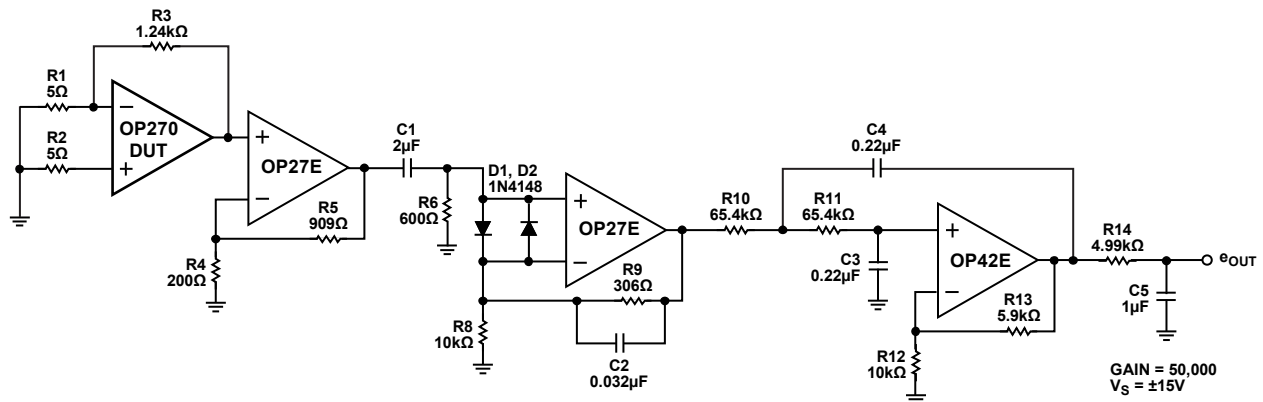 R3
1.24kΩ
R1
5Ω
R2
5Ω
−
+
OP270
DUT
+
−
OP27E
R5
909Ω
R4
200Ω
C1
2µF
R6
600Ω
D1, D2
1N4148
+
−
OP27E
R9
306Ω
R8
10kΩ
C2
0.032µF
R10
65.4kΩ
R11
65.4kΩ
C4
0.22µF
C3
0.22µF
+
−
OP42E
R13
5.9kΩ
R12
10kΩ
R14
4.99kΩ
eOUT
C5
1µF
GAIN = 50,000
VS = ±15V